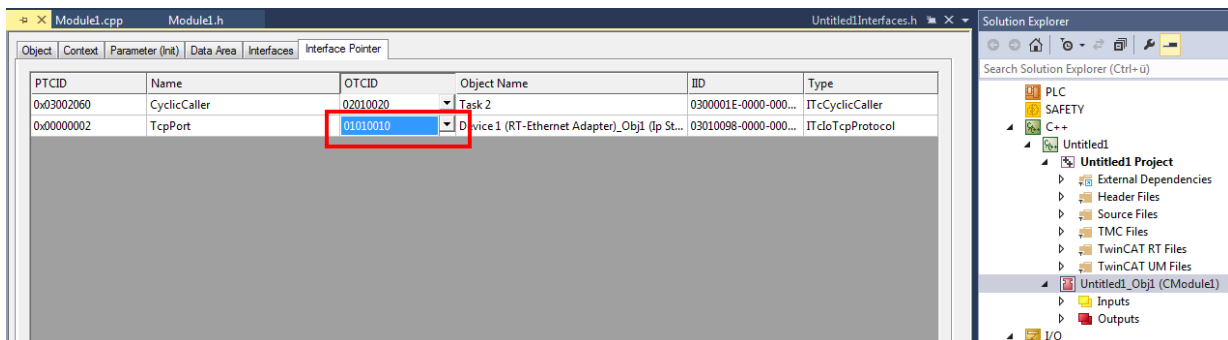 Module1.cpp Module1.h Untitled1Interfaces.h
Object Context Parameter (Init) Data Area Interfaces Interface Pointer
PTCID Name OTCID Object Name IID Type
0x03002060 CyclicCaller 02010020 Task 2 0300001E-0000-000... ITcCyclicCaller
0x00000002 TcpPort 01010010 Device 1 (RT-Ethernet Adapter)_Obj1 (Ip St... 03010098-0000-000... ITcIoTcpProtocol
Solution Explorer
Search Solution Explorer (Ctrl+ü)
PLC
SAFETY
C++
Untitled1
Untitled1 Project
External Dependencies
Header Files
Source Files
TMC Files
TwinCAT RT Files
TwinCAT UM Files
Untitled1_Obj1 (CModule1)
Inputs
Outputs
I/O